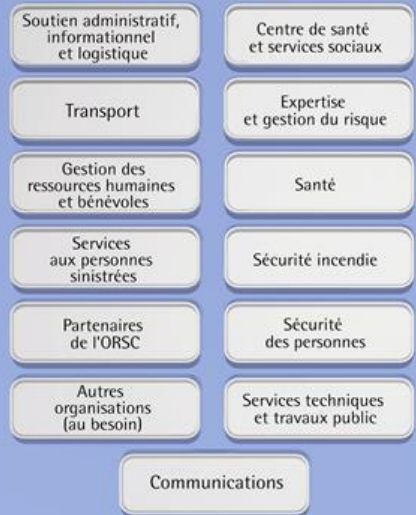 Soutien administratif,
informationnel
et logistique
Centre de santé
et services sociaux
Transport
Expertise
et gestion du risque
Gestion des
ressources humaines
et bénévoles
Santé
Services
aux personnes
sinistrées
Sécurité incendie
Partenaires
de l'ORSC
Sécurité
des personnes
Autres
organisations
(au besoin)
Services techniques
et travaux public
Communications